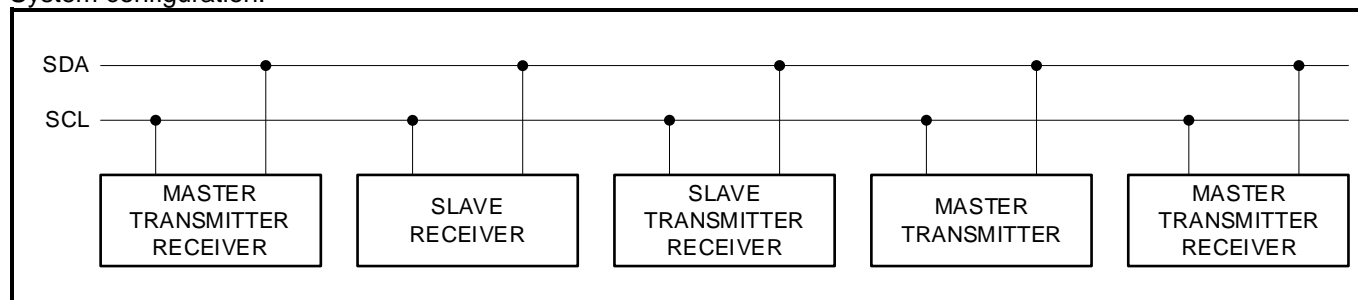 System configuration:
SDA
SCL
MASTER
TRANSMITTER
RECEIVER
SLAVE
RECEIVER
SLAVE
TRANSMITTER
RECEIVER
MASTER
TRANSMITTER
MASTER
TRANSMITTER
RECEIVER